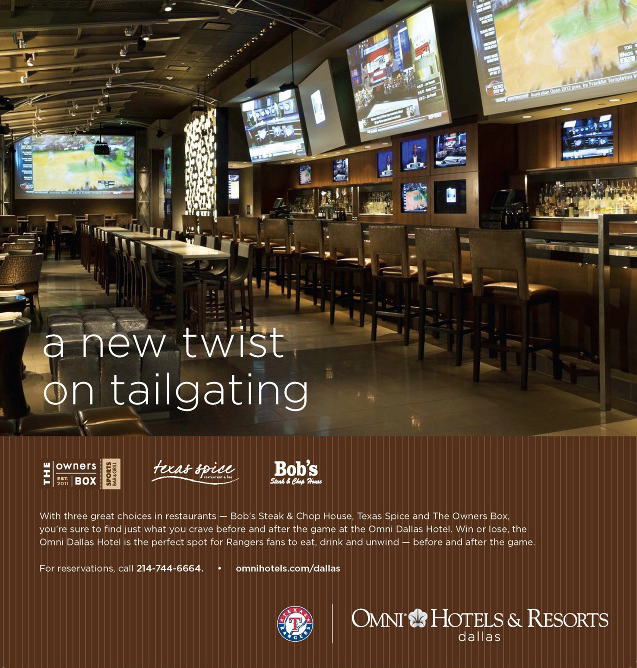 a new twist
on tailgating
THE
owners
EST.
2011
BOX
SPORTS
BAR & GRILL
texas spice
restaurant & bar
Bob's
Steak & Chop House
With three great choices in restaurants — Bob's Steak & Chop House, Texas Spice and The Owners Box,
you're sure to find just what you crave before and after the game at the Omni Dallas Hotel. Win or lose, the
Omni Dallas Hotel is the perfect spot for Rangers fans to eat, drink and unwind — before and after the game.
For reservations, call 214-744-6664. • omnihotels.com/dallas
TEXAS
T
RANGERS
OMNI HOTELS & RESORTS
dallas